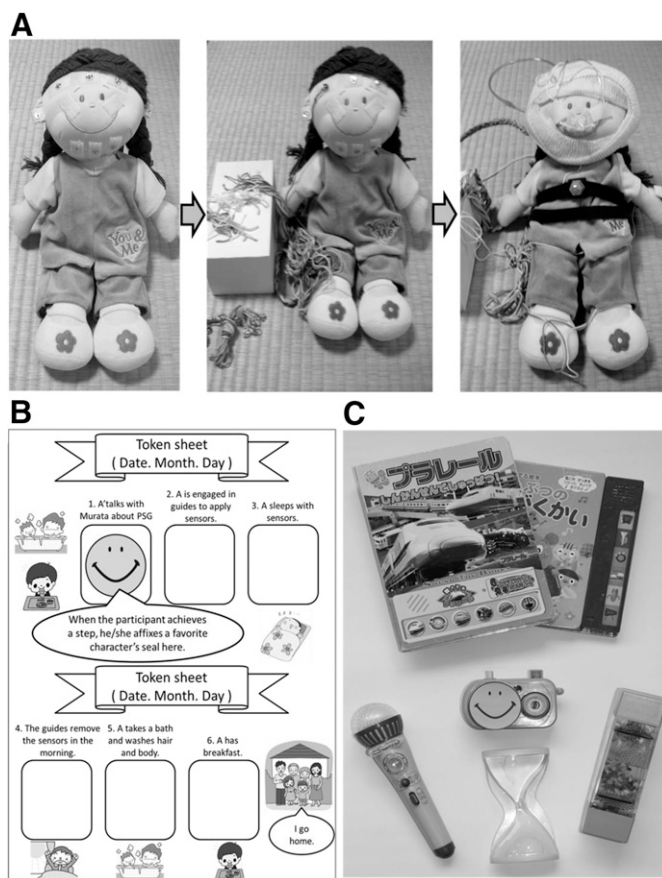 A
You & Me
Me
B
Token sheet
( Date. Month. Day )
1. A'talks with
Murata about PSG
2. A is engaged in
guides to apply
sensors.
3. A sleeps with
sensors.
When the participant achieves
a step, he/she affixes a favorite
character's seal here.
Token sheet
( Date. Month. Day )
4. The guides remove
the sensors in the
morning.
5. A takes a bath
and washes hair
and body.
6. A has
breakfast.
I go
home.
C
プラレール